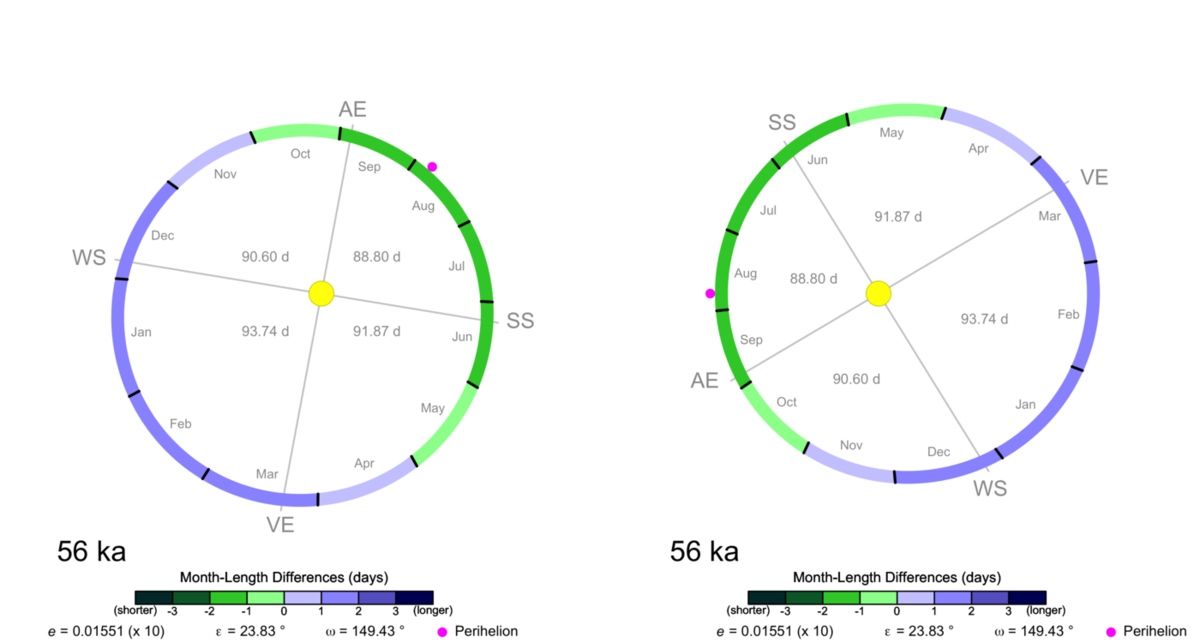 AE
Oct
Sep
Nov
Aug
Dec
90.60 d
88.80 d
WS
Jul
SS
Jan
93.74 d
91.87 d
Jun
May
Feb
Apr
Mar
VE
56 ka
Month-Length Differences (days)
(shorter) -3 -2 -1 0 1 2 3 (longer)
e = 0.01551 (x 10) ε = 23.83 ° ω = 149.43 ° Perihelion
SS
May
Apr
Jun
VE
Jul
91.87 d
Mar
Aug
88.80 d
93.74 d
Feb
Sep
AE
90.60 d
Oct
Jan
Nov
Dec
WS
56 ka
Month-Length Differences (days)
(shorter) -3 -2 -1 0 1 2 3 (longer)
e = 0.01551 (x 10) ε = 23.83 ° ω = 149.43 ° Perihelion